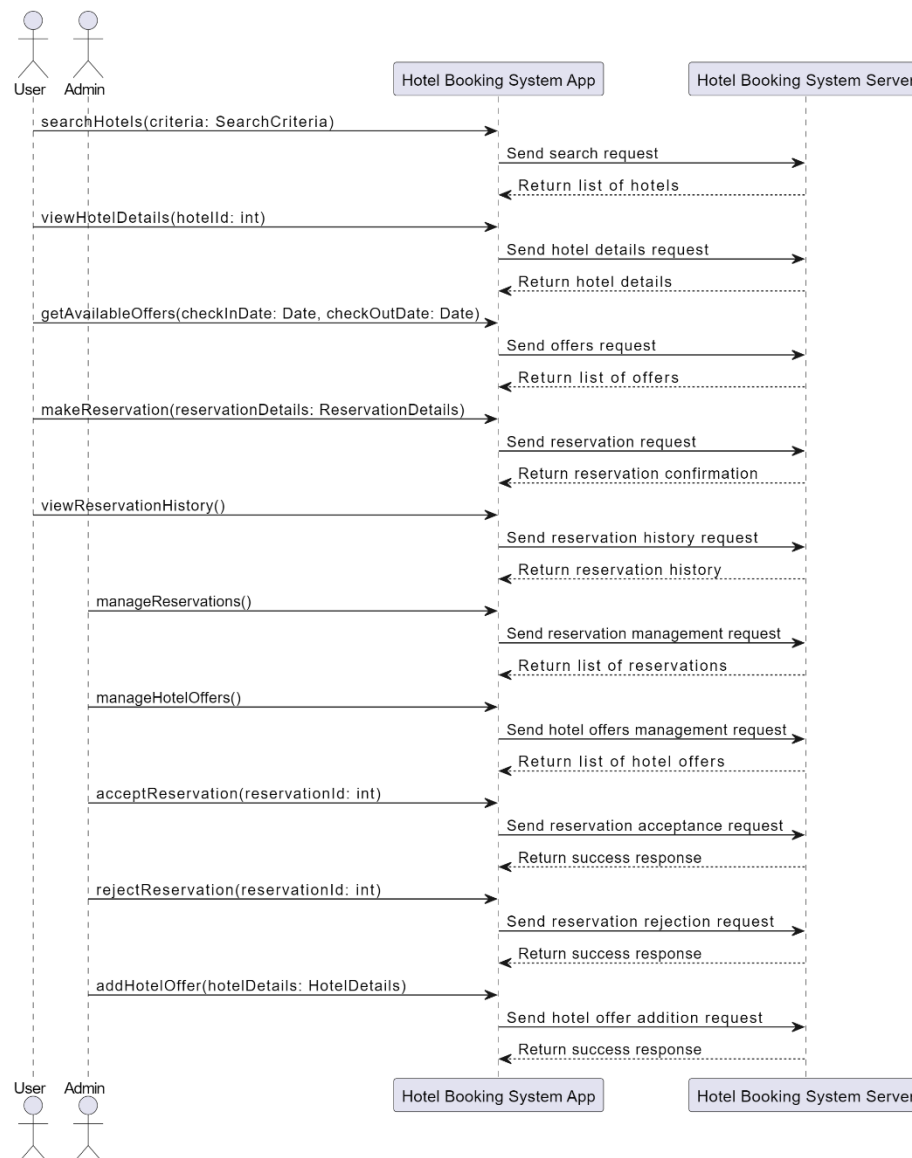 User Admin
Hotel Booking System App Hotel Booking System Server
searchHotels(criteria: SearchCriteria)
Send search request
Return list of hotels
viewHotelDetails(hotelId: int)
Send hotel details request
Return hotel details
getAvailableOffers(checkInDate: Date, checkOutDate: Date)
Send offers request
Return list of offers
makeReservation(reservationDetails: ReservationDetails)
Send reservation request
Return reservation confirmation
viewReservationHistory()
Send reservation history request
Return reservation history
manageReservations()
Send reservation management request
Return list of reservations
manageHotelOffers()
Send hotel offers management request
Return list of hotel offers
acceptReservation(reservationId: int)
Send reservation acceptance request
Return success response
rejectReservation(reservationId: int)
Send reservation rejection request
Return success response
addHotelOffer(hotelDetails: HotelDetails)
Send hotel offer addition request
Return success response
User Admin
Hotel Booking System App Hotel Booking System Server